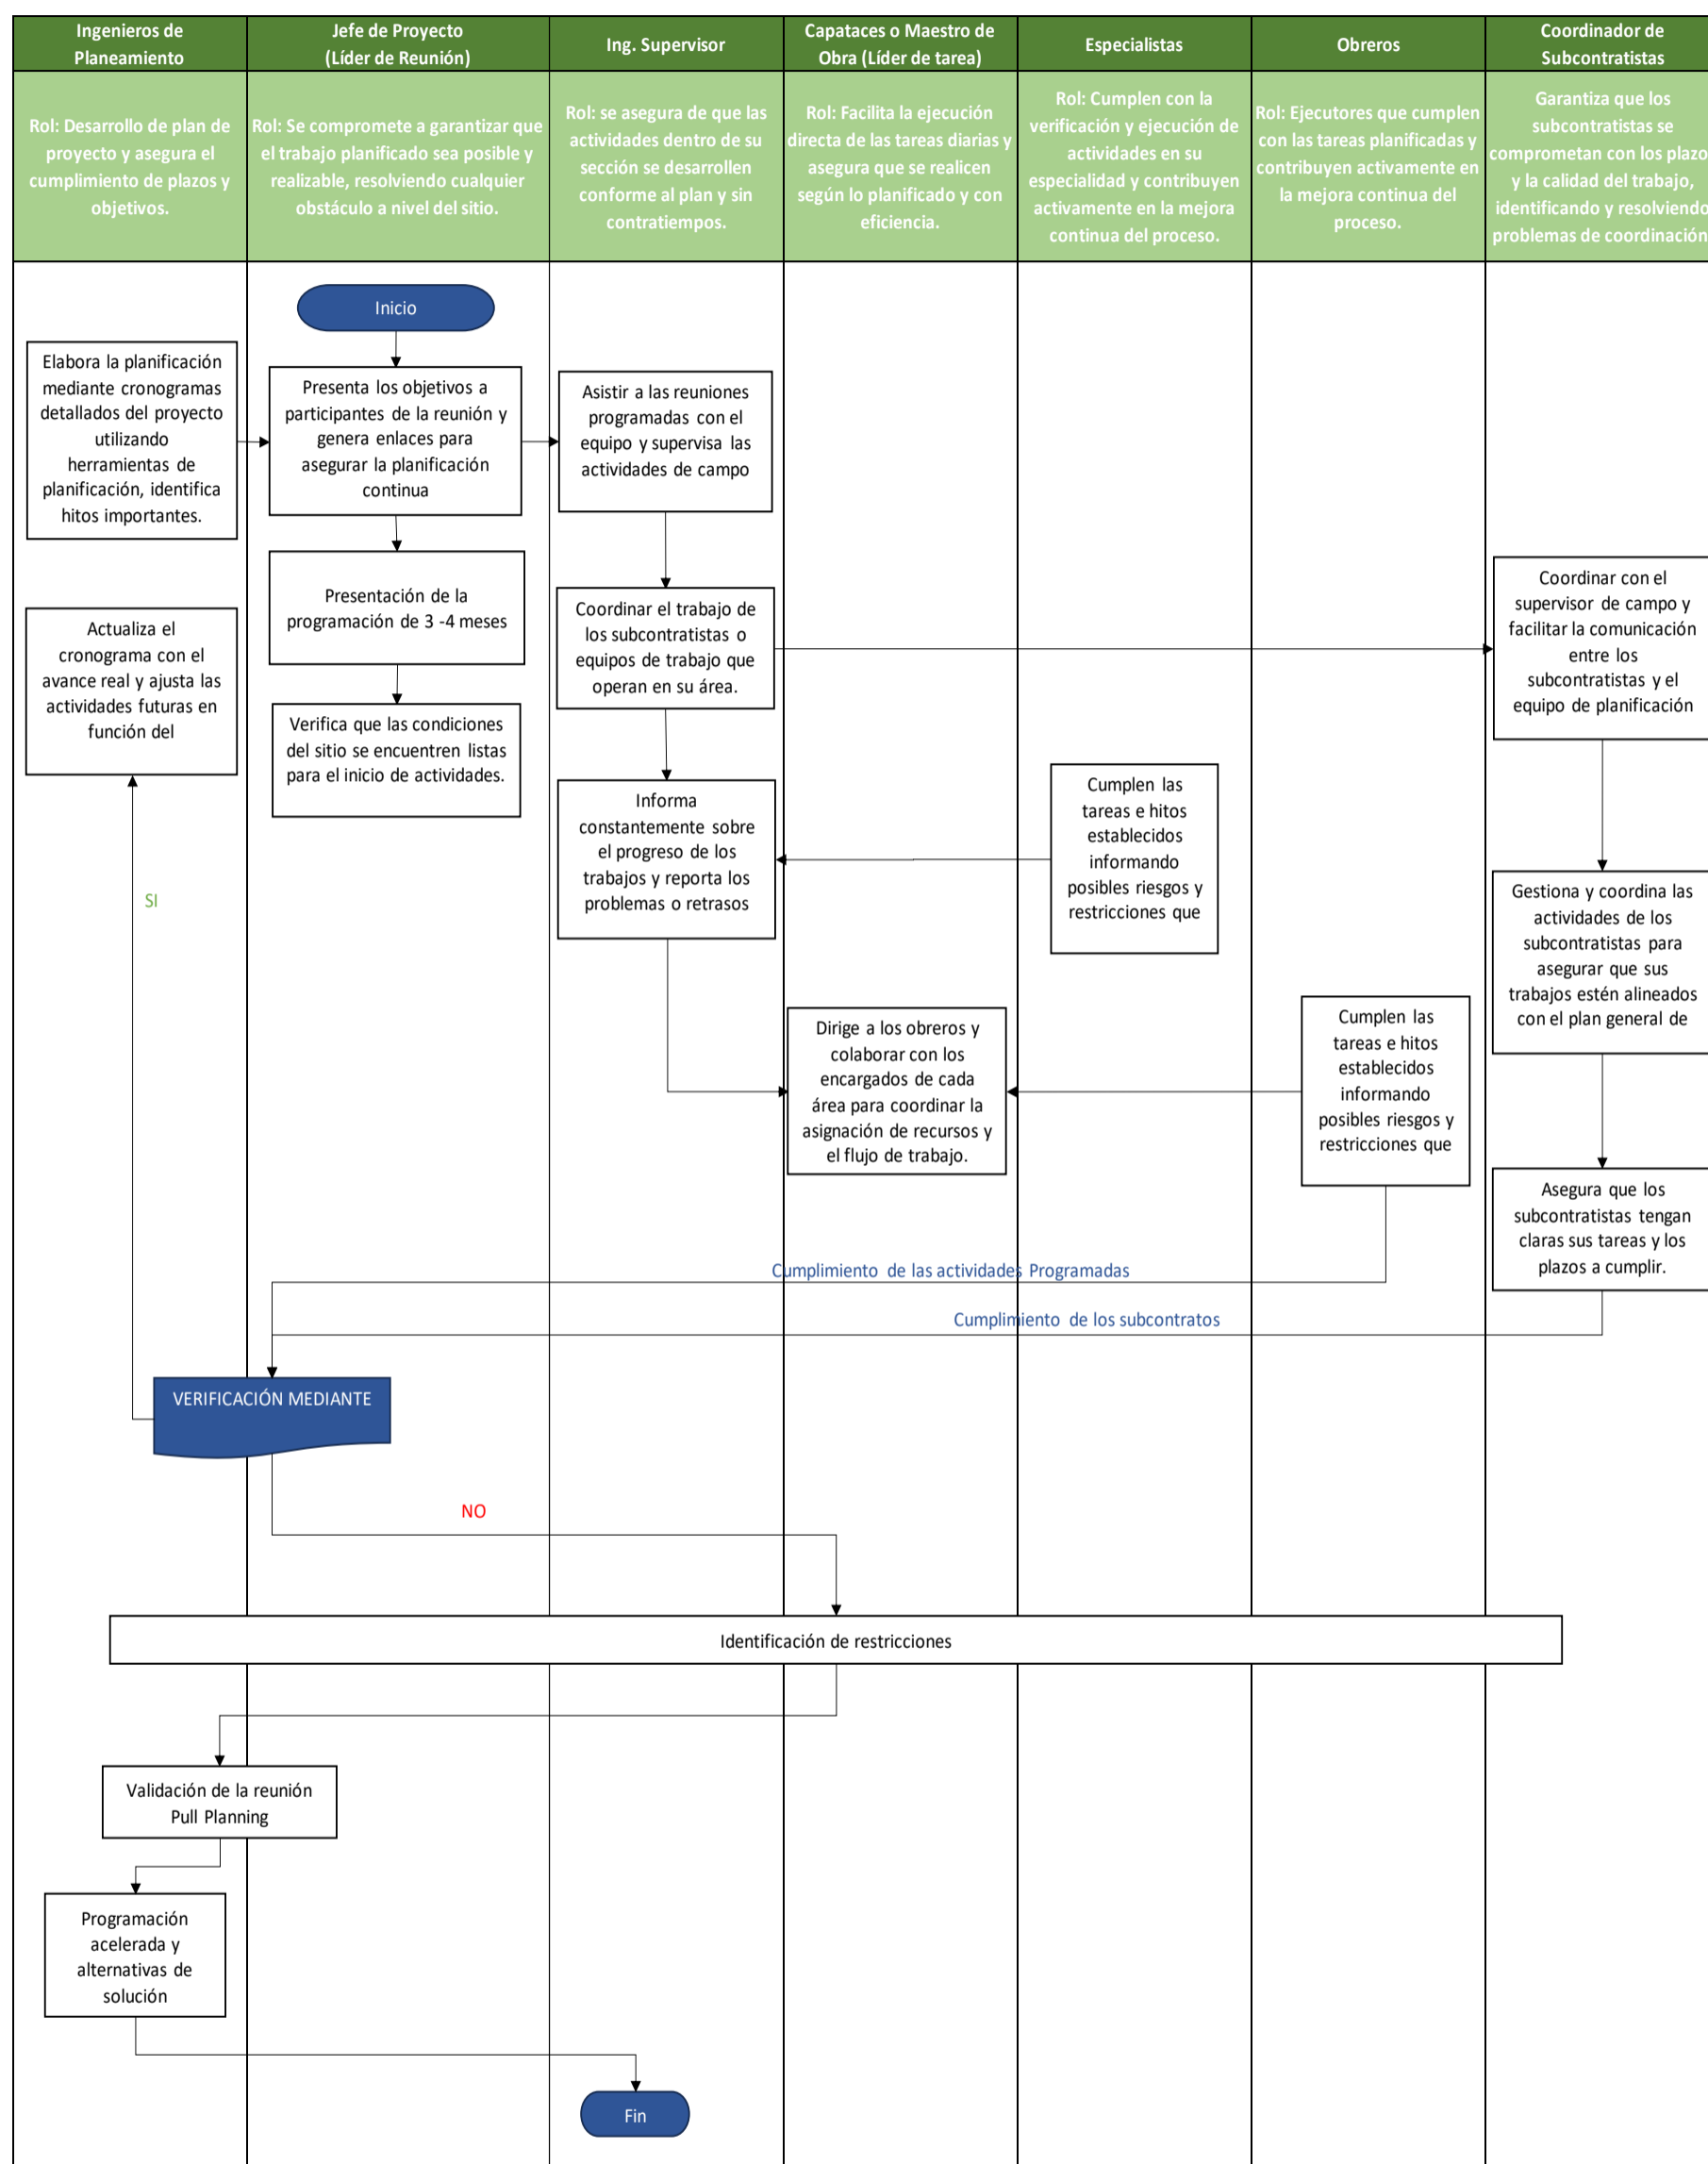 Ingenieros de
Planeamiento
Jefe de Proyecto
(Líder de Reunión)
Ing. Supervisor
Capataces o Maestro de
Obra (Líder de tarea)
Especialistas
Obreros
Coordinador de
Subcontratistas
Rol: Desarrollo de plan de
proyecto y asegura el
cumplimiento de plazos y
objetivos.
Rol: Se compromete a garantizar que
el trabajo planificado sea posible y
realizable, resolviendo cualquier
obstáculo a nivel del sitio.
Rol: se asegura de que las
actividades dentro de su
sección se desarrollen
conforme al plan y sin
contratiempos.
Rol: Facilita la ejecución
directa de las tareas diarias y
asegura que se realicen
según lo planificado y con
eficiencia.
Rol: Cumplen con la
verificación y ejecución de
actividades en su
especialidad y contribuyen
activamente en la mejora
continua del proceso.
Rol: Ejecutores que cumplen
con las tareas planificadas y
contribuyen activamente en
la mejora continua del
proceso.
Garantiza que los
subcontratistas se
comprometan con los plazo
y la calidad del trabajo,
identificando y resolviendo
problemas de coordinación
Inicio
Elabora la planificación
mediante cronogramas
detallados del proyecto
utilizando
herramientas de
planificación, identifica
hitos importantes.
Presenta los objetivos a
participantes de la reunión y
genera enlaces para
asegurar la planificación
continua
Asistir a las reuniones
programadas con el
equipo y supervisa las
actividades de campo
Presentación de la
programación de 3 -4 meses
Coordinar el trabajo de
los subcontratistas o
equipos de trabajo que
operan en su área.
Coordinar con el
supervisor de campo y
facilitar la comunicación
entre los
subcontratistas y el
equipo de planificación
Actualiza el
cronograma con el
avance real y ajusta las
actividades futuras en
función del
Verifica que las condiciones
del sitio se encuentren listas
para el inicio de actividades.
Informa
constantemente sobre
el progreso de los
trabajos y reporta los
problemas o retrasos
Cumplen las
tareas e hitos
establecidos
informando
posibles riesgos y
restricciones que
SI
Gestiona y coordina las
actividades de los
subcontratistas para
asegurar que sus
trabajos estén alineados
con el plan general de
Dirige a los obreros y
colaborar con los
encargados de cada
área para coordinar la
asignación de recursos y
el flujo de trabajo.
Cumplen las
tareas e hitos
establecidos
informando
posibles riesgos y
restricciones que
Asegura que los
subcontratistas tengan
claras sus tareas y los
plazos a cumplir.
Cumplimiento de las actividades Programadas
Cumplimiento de los subcontratos
VERIFICACIÓN MEDIANTE
NO
Identificación de restricciones
Validación de la reunión
Pull Planning
Programación
acelerada y
alternativas de
solución
Fin